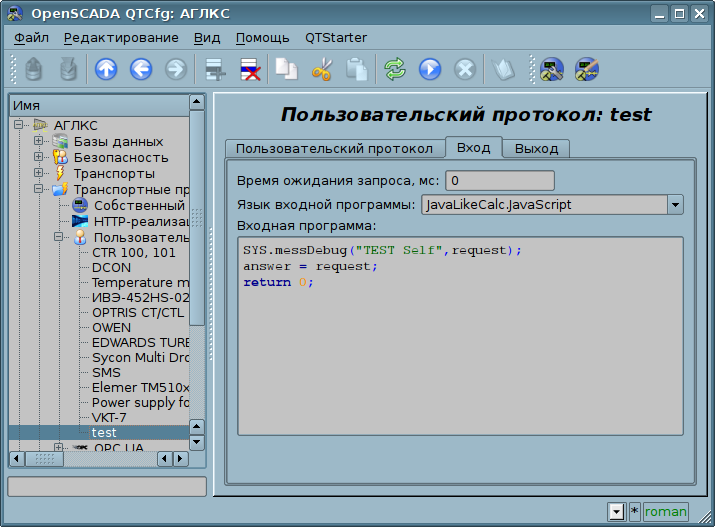 OpenSCADA QTCfg: АГЛКС
Файл Редактирование Вид Помощь QTStarter
Имя
АГЛКС
Базы данных
Безопасность
Транспорты
Транспортные пр
Собственный
HTTP-реализа
Пользователь
CTR 100, 101
DCON
Temperature m
ИВЭ-452HS-02
OPTRIS CT/CTL
OWEN
EDWARDS TURE
Sycon Multi Dro
SMS
Elemer TM510x
Power supply fo
VKT-7
test
OPC UA
Пользовательский протокол: test
Пользовательский протокол Вход Выход
Время ожидания запроса, мс: 0
Язык входной программы: JavaLikeCalc.JavaScript
Входная программа:
SYS.messDebug("TEST Self",request);
answer = request;
return 0;
* roman